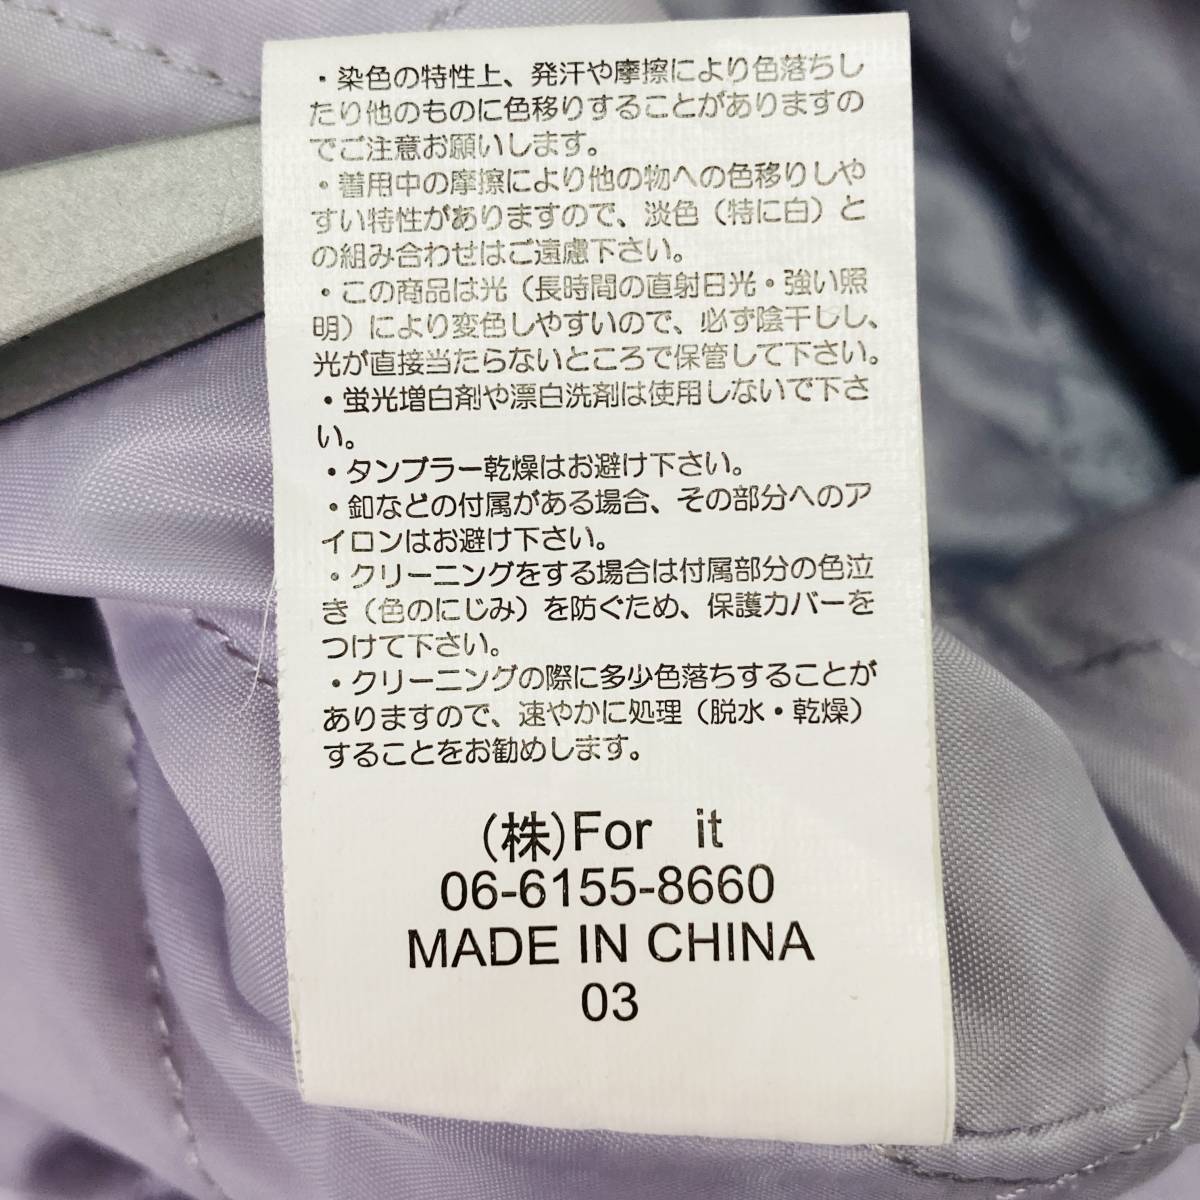 ・染色の特性上、発汗や摩擦により色落ちし
たり他のものに色移りすることがありますの
でご注意お願いします。
・着用中の摩擦により他の物への色移りしや
すい特性がありますので、淡色（特に白）と
の組み合わせはご遠慮下さい。
・この商品は光（長時間の直射日光・強い照
明）により変色しやすいので、必ず陰干しし、
光が直接当たらないところで保管して下さい。
・蛍光増白剤や漂白洗剤は使用しないで下さ
い。
・タンブラー乾燥はお避け下さい。
・釦などの付属がある場合、その部分へのア
イロンはお避け下さい。
・クリーニングをする場合は付属部分の色泣
き（色のにじみ）を防ぐため、保護カバーを
つけて下さい。
・クリーニングの際に多少色落ちすることが
ありますので、速やかに処理（脱水・乾燥）
することをお勧めします。
(株)For it
06-6155-8660
MADE IN CHINA
03